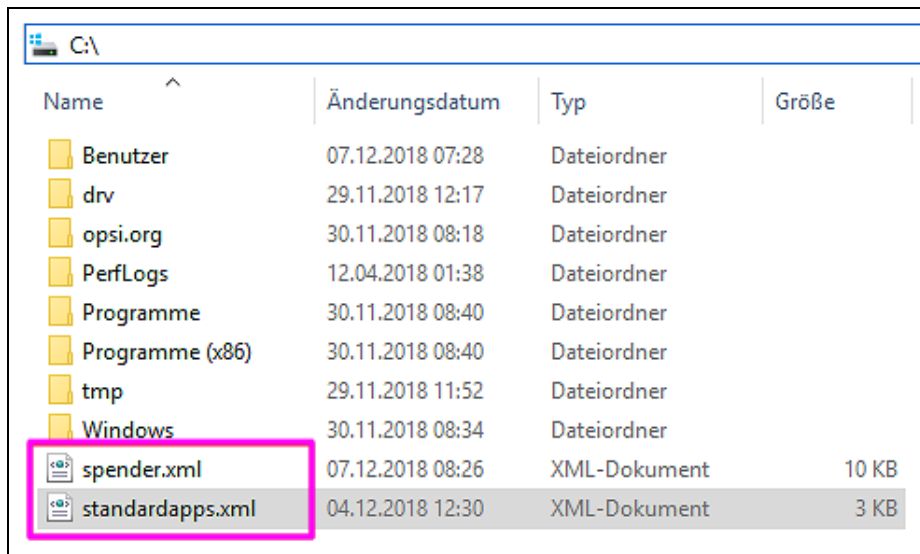 C:\
Name Änderungsdatum Typ Größe
Benutzer 07.12.2018 07:28 Dateiordner
drv 29.11.2018 12:17 Dateiordner
opsi.org 30.11.2018 08:18 Dateiordner
PerfLogs 12.04.2018 01:38 Dateiordner
Programme 30.11.2018 08:40 Dateiordner
Programme (x86) 30.11.2018 08:40 Dateiordner
tmp 29.11.2018 11:52 Dateiordner
Windows 30.11.2018 08:34 Dateiordner
spender.xml 07.12.2018 08:26 XML-Dokument 10 KB
standardapps.xml 04.12.2018 12:30 XML-Dokument 3 KB